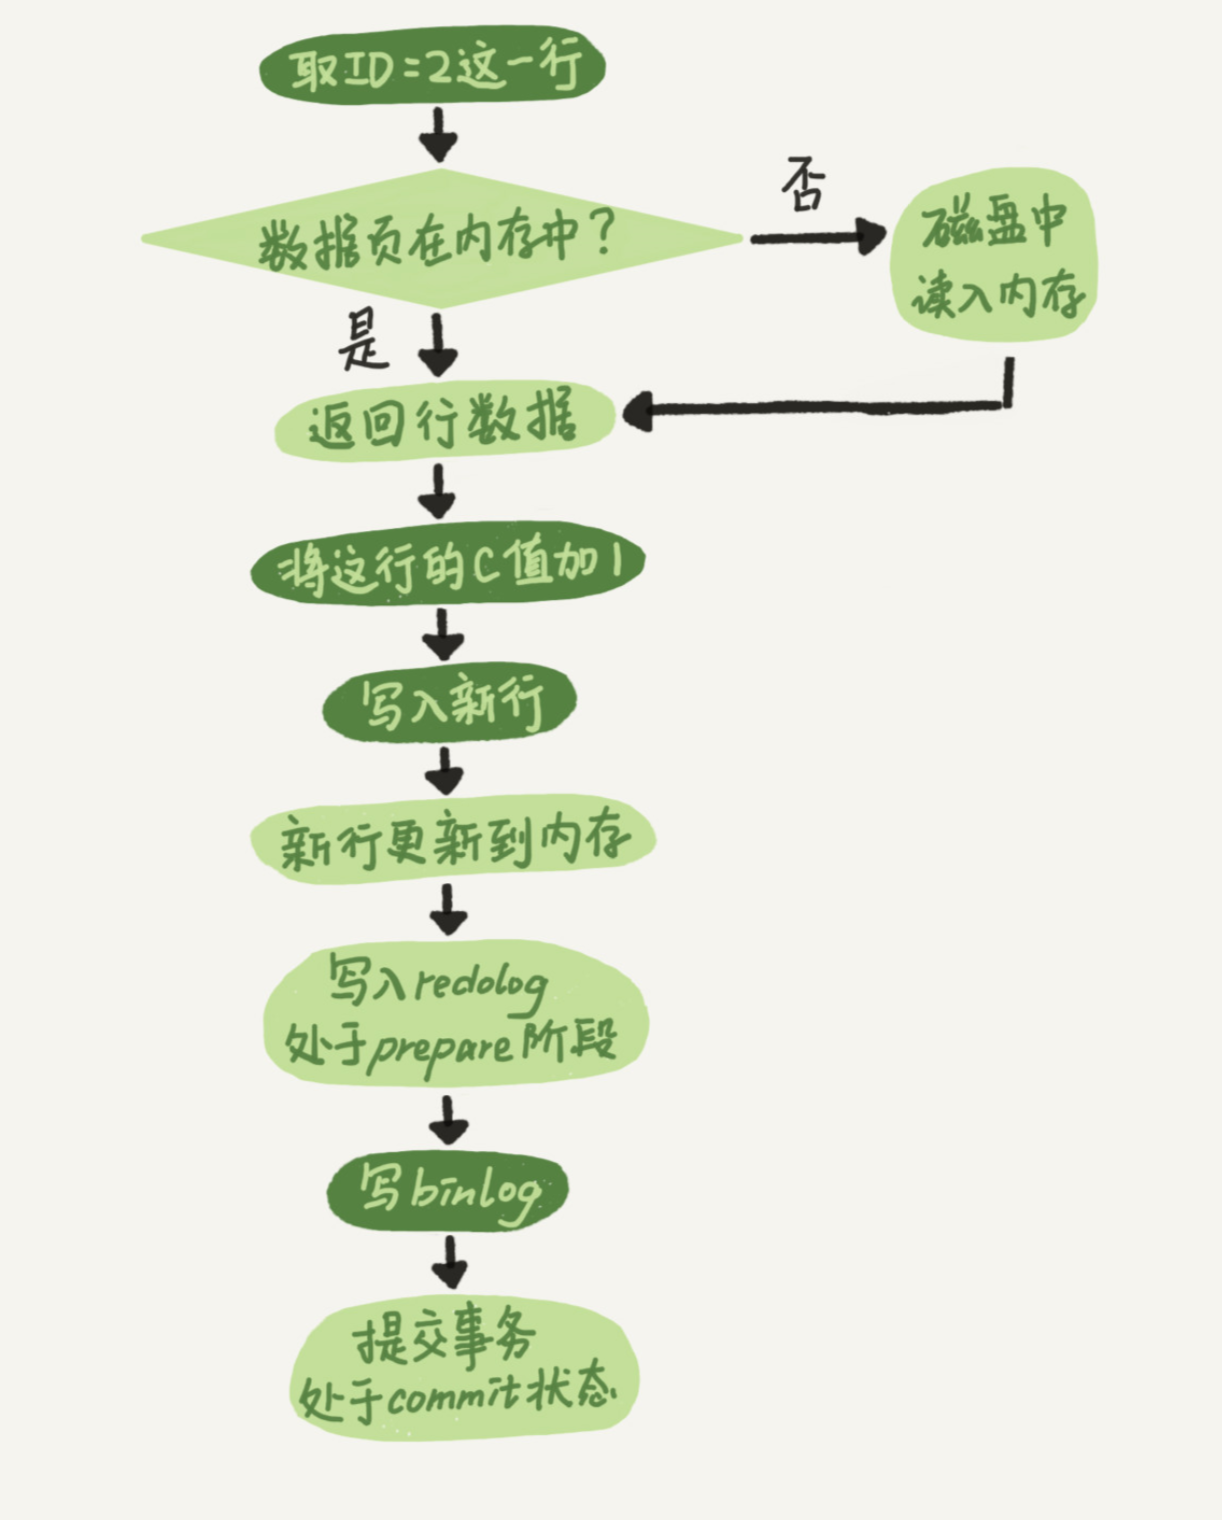 取ID=2这一行
数据页在内存中?
否
磁盘中
读入内存
是
返回行数据
将这行的C值加1
写入新行
新行更新到内存
写入redolog
处于prepare阶段
写binlog
提交事务
处于commit状态